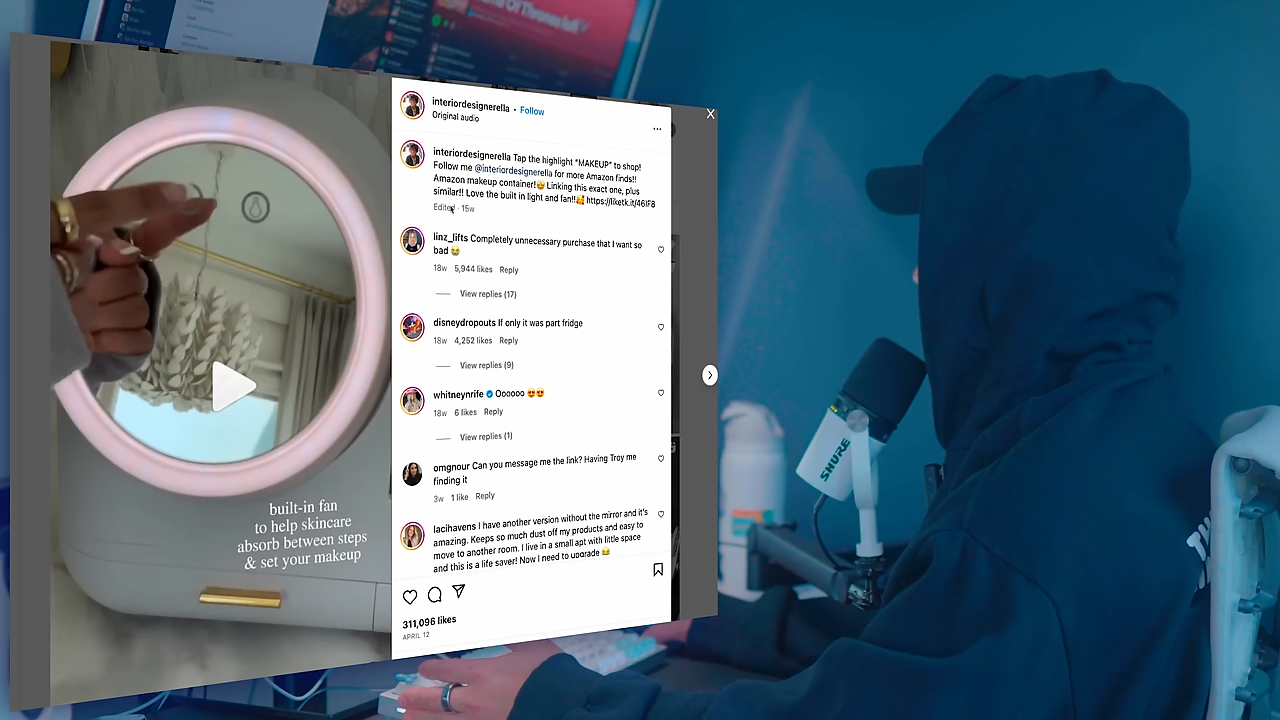 interiordesignerella • Follow
Original audio
interiordesignerella Tap the highlight “MAKEUP” to shop!
Follow me @interiordesignerella for more Amazon finds!!
Amazon makeup container!🤩 Linking this exact one, plus
similar!! Love the built in light and fan!!🥰 https://liketk.it/46IF8
Edited · 15w
linz_lifts Completely unnecessary purchase that I want so
bad 😂
18w 5,944 likes Reply
View replies (17)
disneydropouts If only it was part fridge
18w 4,252 likes Reply
View replies (9)
whitneynrife Oooooo 😍😍
18w 6 likes Reply
View replies (1)
omgnour Can you message me the link? Having Troy me
finding it
3w 1 like Reply
lacihavens I have another version without the mirror and it's
amazing. Keeps so much dust off my products and easy to
move to another room. I live in a small apt with little space
and this is a life saver! Now I need to upgrade 😂
311,096 likes
APRIL 12
built-in fan
to help skincare
absorb between steps
& set your makeup
X
SHURE